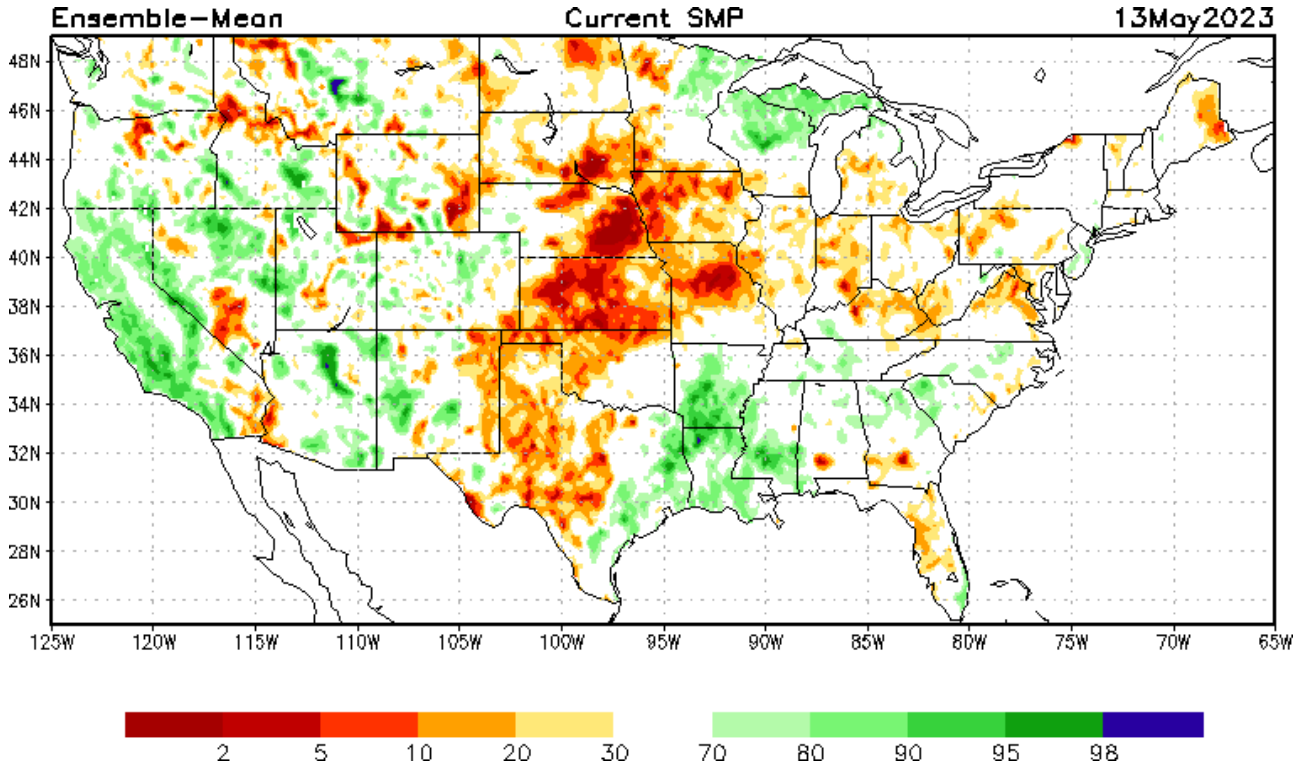 Ensemble-Mean Current SMP 13May2023
48N
46N
44N
42N
40N
38N
36N
34N
32N
30N
28N
26N
125W 120W 115W 110W 105W 100W 95W 90W 85W 80W 75W 70W 65W
2 5 10 20 30 70 80 90 95 98